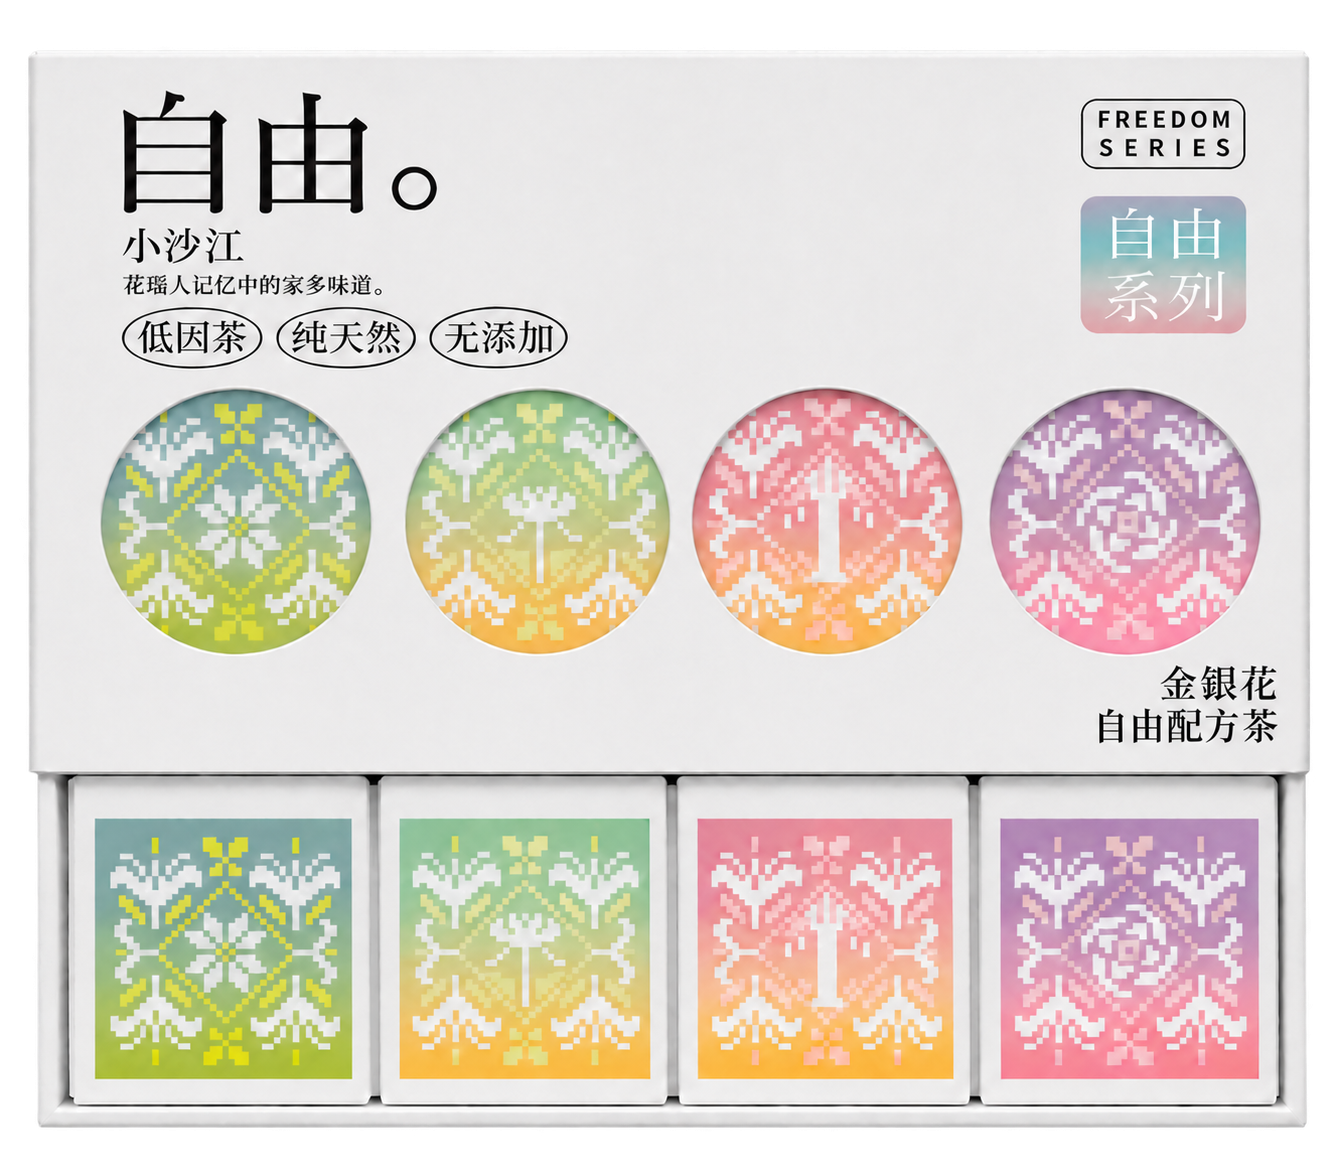 自由。
小沙江
花瑶人记忆中的家乡味道。
低因茶 纯天然 无添加
FREEDOM
SERIES
自由
系列
金銀花
自由配方茶